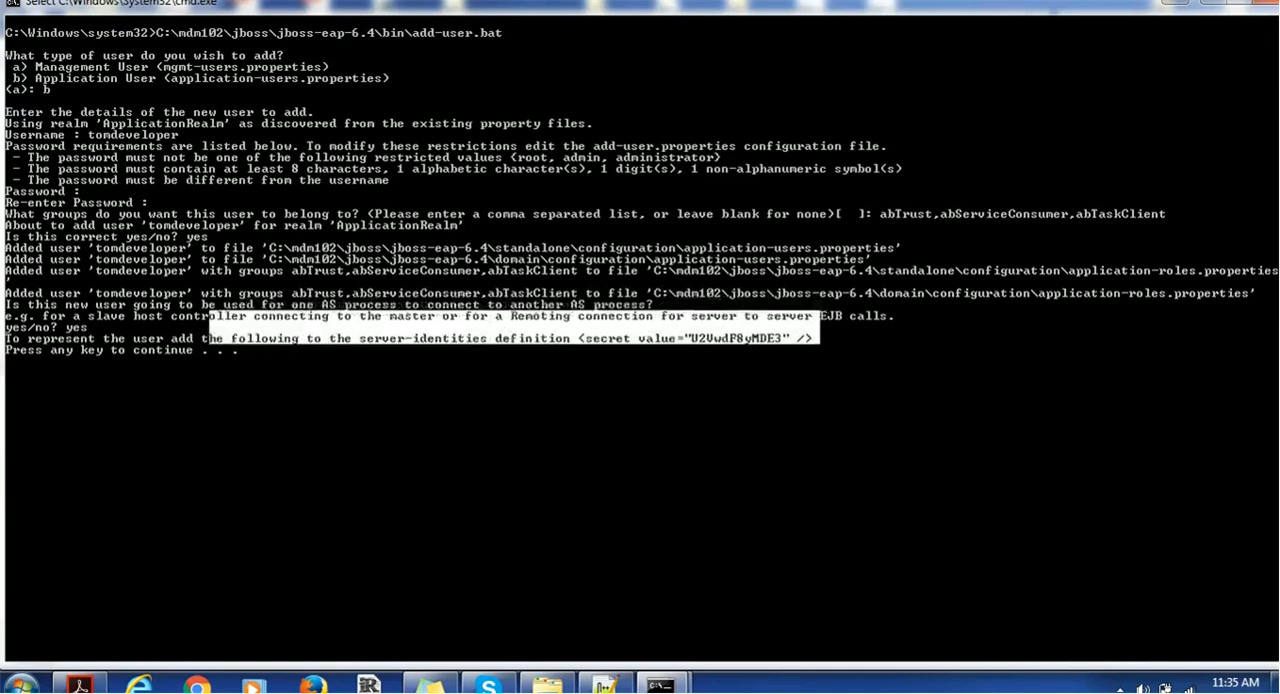 Select C:\Windows\System32\cmd.exe
C:\Windows\system32>C:\mdm102\jboss\jboss-eap-6.4\bin\add-user.bat
What type of user do you wish to add?
a) Management User (mgmt-users.properties)
b) Application User (application-users.properties)
(a): b
Enter the details of the new user to add.
Using realm 'ApplicationRealm' as discovered from the existing property files.
Username : tomdeveloper
Password requirements are listed below. To modify these restrictions edit the add-user.properties configuration file.
- The password must not be one of the following restricted values {root, admin, administrator}
- The password must contain at least 8 characters, 1 alphabetic character(s), 1 digit(s), 1 non-alphanumeric symbol(s)
- The password must be different from the username
Password :
Re-enter Password :
What groups do you want this user to belong to? (Please enter a comma separated list, or leave blank for none)[  ]: abTrust,abServiceConsumer,abTaskClient
About to add user 'tomdeveloper' for realm 'ApplicationRealm'
Is this correct yes/no? yes
Added user 'tomdeveloper' to file 'C:\mdm102\jboss\jboss-eap-6.4\standalone\configuration\application-users.properties'
Added user 'tomdeveloper' to file 'C:\mdm102\jboss\jboss-eap-6.4\domain\configuration\application-users.properties'
Added user 'tomdeveloper' with groups abTrust,abServiceConsumer,abTaskClient to file 'C:\mdm102\jboss\jboss-eap-6.4\standalone\configuration\application-roles.properties
'
Added user 'tomdeveloper' with groups abTrust,abServiceConsumer,abTaskClient to file 'C:\mdm102\jboss\jboss-eap-6.4\domain\configuration\application-roles.properties'
Is this new user going to be used for one AS process to connect to another AS process?
e.g. for a slave host controller connecting to the master or for a Remoting connection for server to server EJB calls.
yes/no? yes
To represent the user add the following to the server-identities definition <secret value="U2VwdF8yMDE3" />
Press any key to continue . . .
11:35 AM